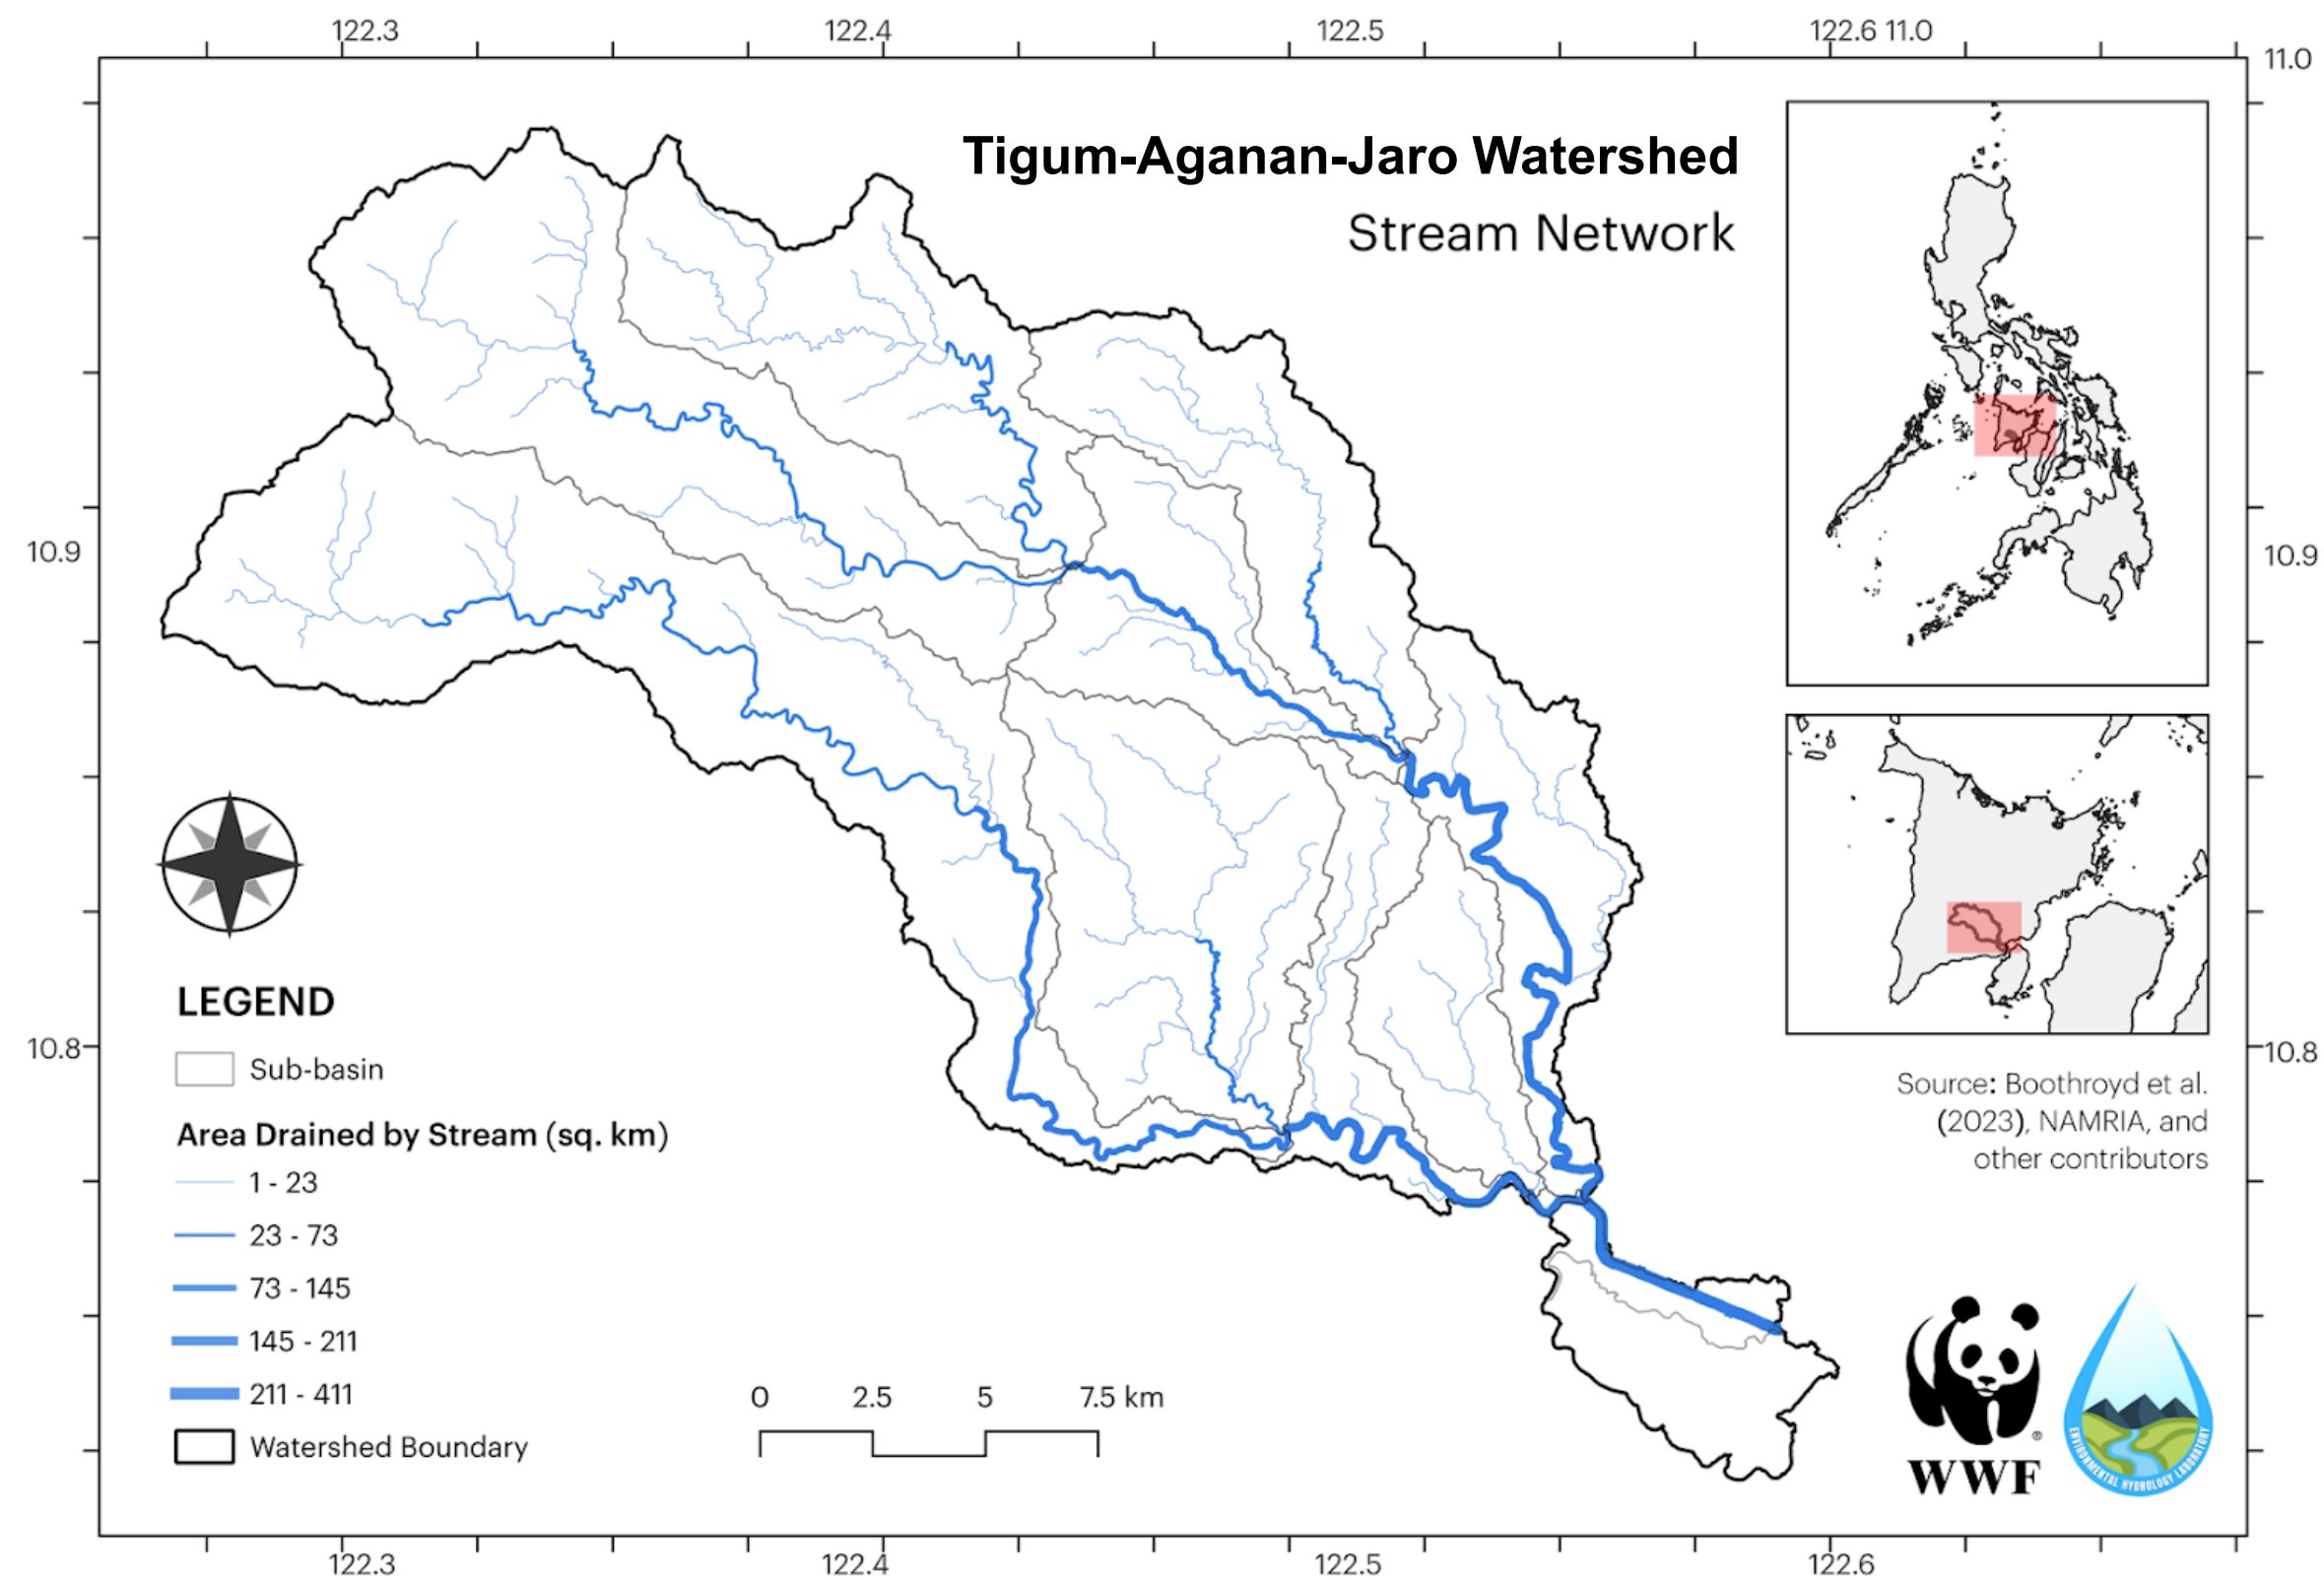 122.3 122.4 122.5 122.6 11.0
11.0
Tigum-Aganan-Jaro Watershed
Stream Network
10.9
10.9
LEGEND
Sub-basin
Area Drained by Stream (sq. km)
1 - 23
23 - 73
73 - 145
145 - 211
211 - 411
Watershed Boundary
10.8
10.8
Source: Boothroyd et al.
(2023), NAMRIA, and
other contributors
0 2.5 5 7.5 km
WWF
®
ENVIRONMENTAL HYDROLOGY LABORATORY
122.3 122.4 122.5 122.6